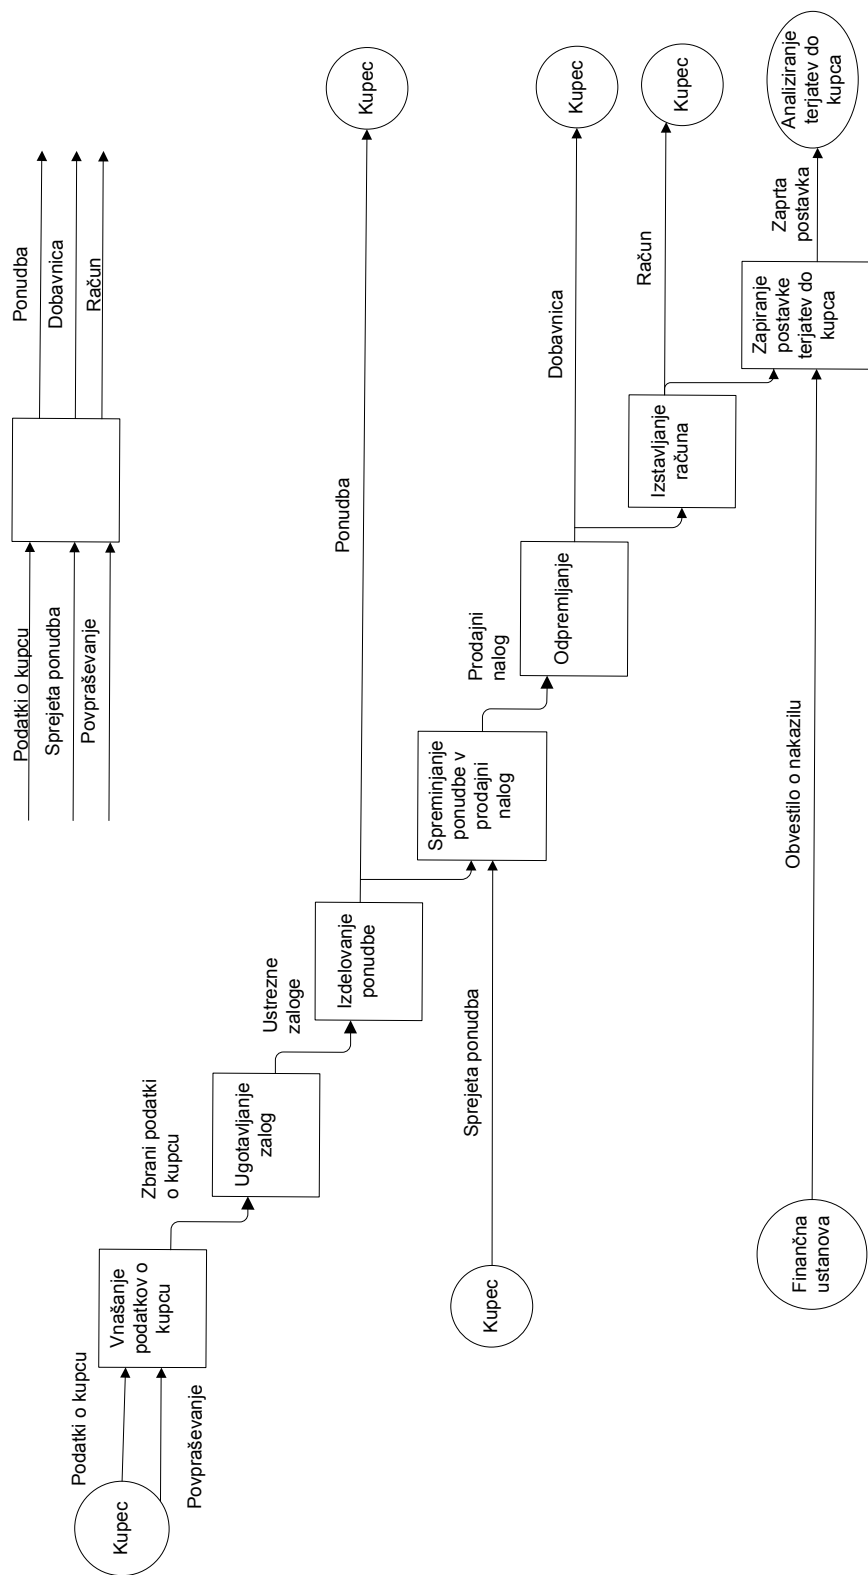 Podatki o kupcu
Sprejeta ponudba
Povpraševanje
Ponudba
Dobavnica
Račun
Kupec
Podatki o kupcu
Povpraševanje
Vnašanje
podatkov o
kupcu
Zbrani podatki
o kupcu
Ugotavljanje
zalog
Ustrezne
zaloge
Izdelovanje
ponudbe
Ponudba
Kupec
Kupec
Sprejeta ponudba
Spreminjanje
ponudbe v
prodajni
nalog
Prodajni
nalog
Odpremljanje
Dobavnica
Kupec
Izstavljanje
računa
Račun
Kupec
Finančna
ustanova
Obvestilo o nakazilu
Zapiranje
postavke
terjatev do
kupca
Zaprta
postavka
Analiziranje
terjatev do
kupca